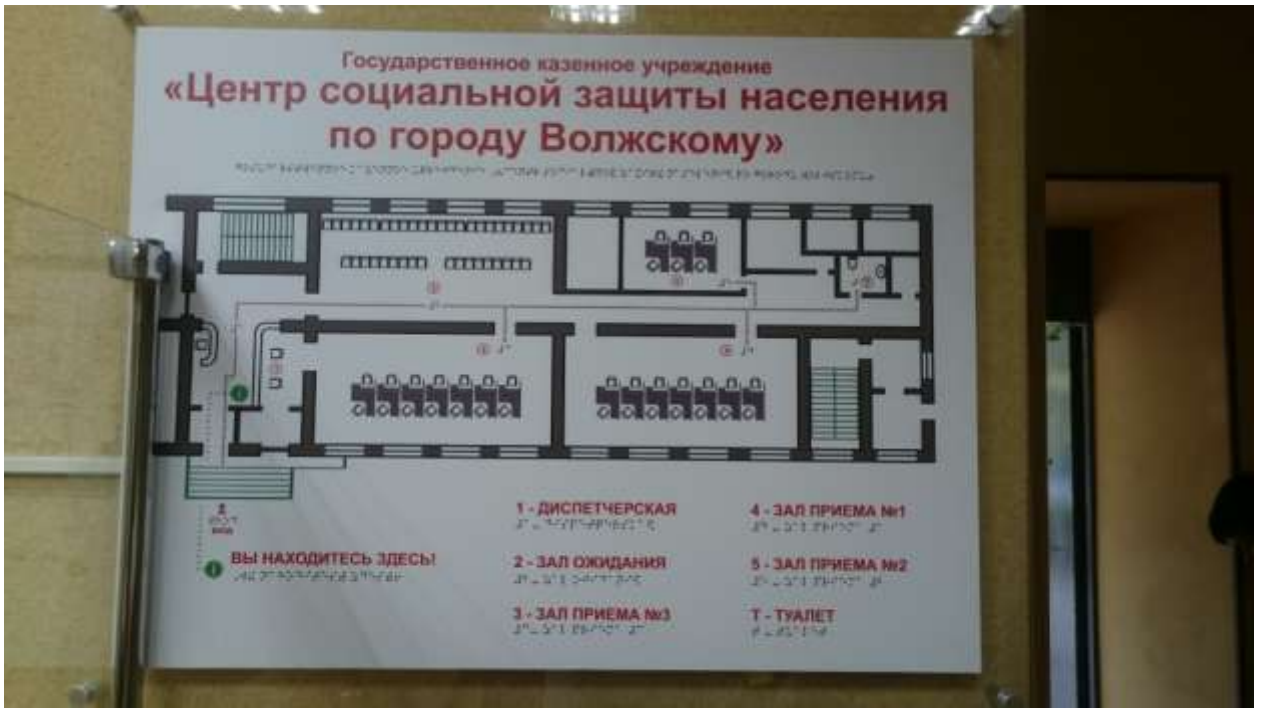 Государственное казенное учреждение
«Центр социальной защиты населения
по городу Волжскому»
ВХОД
ВЫ НАХОДИТЕСЬ ЗДЕСЬ!
1 - ДИСПЕТЧЕРСКАЯ
2 - ЗАЛ ОЖИДАНИЯ
3 - ЗАЛ ПРИЕМА №3
4 - ЗАЛ ПРИЕМА №1
5 - ЗАЛ ПРИЕМА №2
Т - ТУАЛЕТ